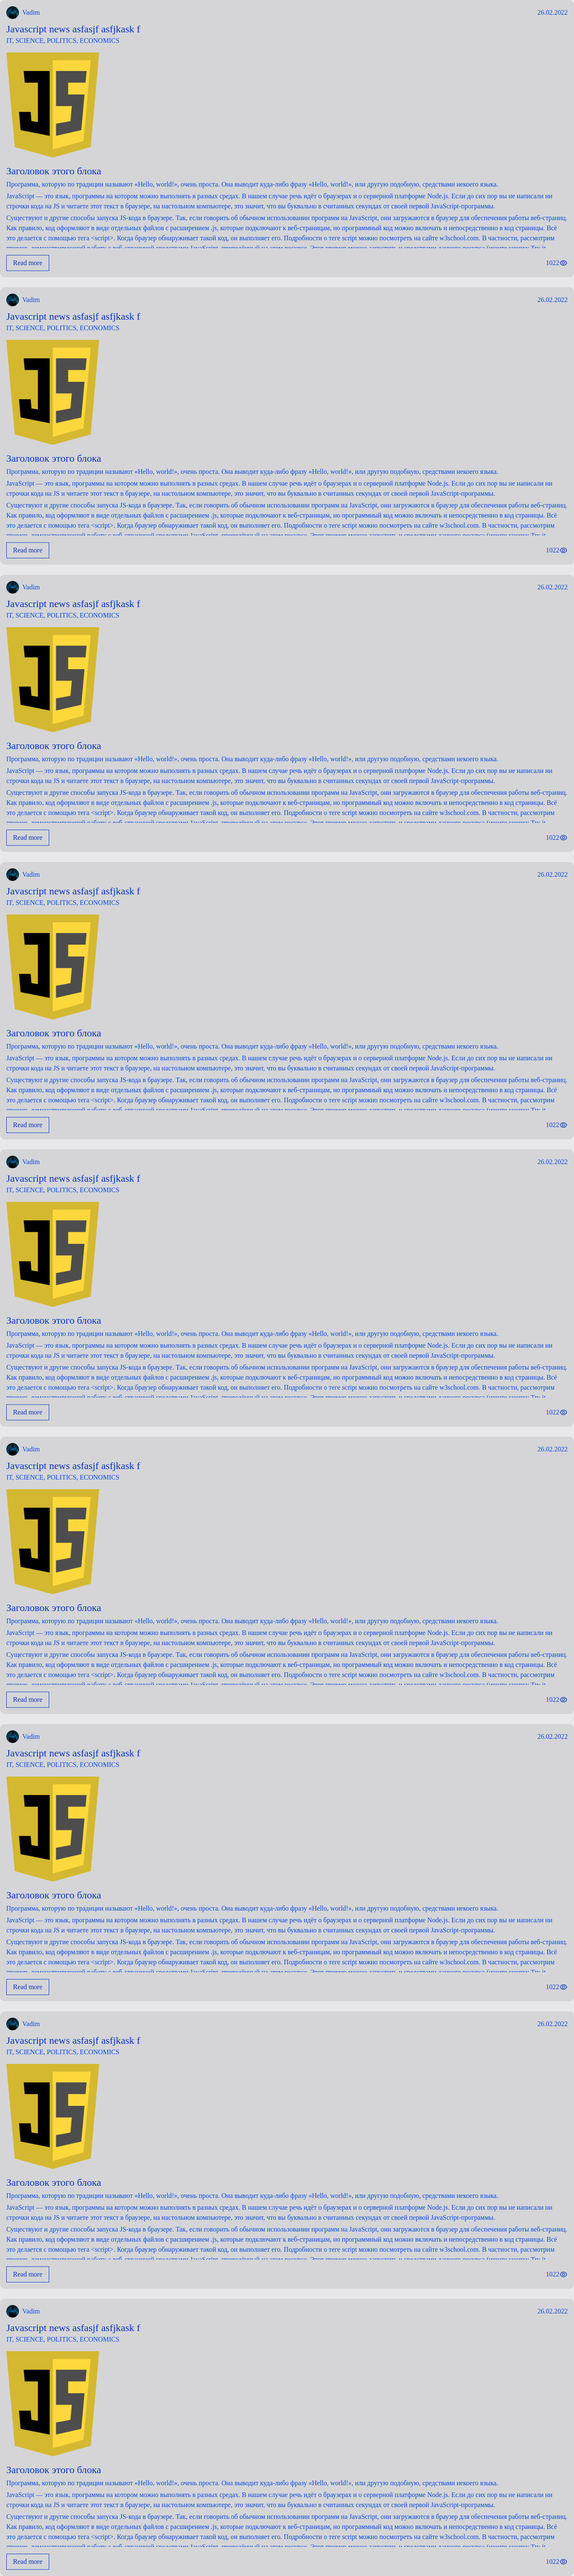 Vadim 26.02.2022
Javascript news asfasjf asfjkask f
IT, SCIENCE, POLITICS, ECONOMICS
JS
Заголовок этого блока
Программа, которую по традиции называют «Hello, world!», очень проста. Она выводит куда-либо фразу «Hello, world!», или другую подобную, средствами некоего языка.
JavaScript — это язык, программы на котором можно выполнять в разных средах. В нашем случае речь идёт о браузерах и о серверной платформе Node.js. Если до сих пор вы не написали ни
строчки кода на JS и читаете этот текст в браузере, на настольном компьютере, это значит, что вы буквально в считанных секундах от своей первой JavaScript-программы.
Существуют и другие способы запуска JS-кода в браузере. Так, если говорить об обычном использовании программ на JavaScript, они загружаются в браузер для обеспечения работы веб-страниц.
Как правило, код оформляют в виде отдельных файлов с расширением .js, которые подключают к веб-страницам, но программный код можно включать и непосредственно в код страницы. Всё
это делается с помощью тега <script>. Когда браузер обнаруживает такой код, он выполняет его. Подробности о теге script можно посмотреть на сайте w3school.com. В частности, рассмотрим
Read more 1022
Vadim 26.02.2022
Javascript news asfasjf asfjkask f
IT, SCIENCE, POLITICS, ECONOMICS
JS
Заголовок этого блока
Программа, которую по традиции называют «Hello, world!», очень проста. Она выводит куда-либо фразу «Hello, world!», или другую подобную, средствами некоего языка.
JavaScript — это язык, программы на котором можно выполнять в разных средах. В нашем случае речь идёт о браузерах и о серверной платформе Node.js. Если до сих пор вы не написали ни
строчки кода на JS и читаете этот текст в браузере, на настольном компьютере, это значит, что вы буквально в считанных секундах от своей первой JavaScript-программы.
Существуют и другие способы запуска JS-кода в браузере. Так, если говорить об обычном использовании программ на JavaScript, они загружаются в браузер для обеспечения работы веб-страниц.
Как правило, код оформляют в виде отдельных файлов с расширением .js, которые подключают к веб-страницам, но программный код можно включать и непосредственно в код страницы. Всё
это делается с помощью тега <script>. Когда браузер обнаруживает такой код, он выполняет его. Подробности о теге script можно посмотреть на сайте w3school.com. В частности, рассмотрим
Read more 1022
Vadim 26.02.2022
Javascript news asfasjf asfjkask f
IT, SCIENCE, POLITICS, ECONOMICS
JS
Заголовок этого блока
Программа, которую по традиции называют «Hello, world!», очень проста. Она выводит куда-либо фразу «Hello, world!», или другую подобную, средствами некоего языка.
JavaScript — это язык, программы на котором можно выполнять в разных средах. В нашем случае речь идёт о браузерах и о серверной платформе Node.js. Если до сих пор вы не написали ни
строчки кода на JS и читаете этот текст в браузере, на настольном компьютере, это значит, что вы буквально в считанных секундах от своей первой JavaScript-программы.
Существуют и другие способы запуска JS-кода в браузере. Так, если говорить об обычном использовании программ на JavaScript, они загружаются в браузер для обеспечения работы веб-страниц.
Как правило, код оформляют в виде отдельных файлов с расширением .js, которые подключают к веб-страницам, но программный код можно включать и непосредственно в код страницы. Всё
это делается с помощью тега <script>. Когда браузер обнаруживает такой код, он выполняет его. Подробности о теге script можно посмотреть на сайте w3school.com. В частности, рассмотрим
Read more 1022
Vadim 26.02.2022
Javascript news asfasjf asfjkask f
IT, SCIENCE, POLITICS, ECONOMICS
JS
Заголовок этого блока
Программа, которую по традиции называют «Hello, world!», очень проста. Она выводит куда-либо фразу «Hello, world!», или другую подобную, средствами некоего языка.
JavaScript — это язык, программы на котором можно выполнять в разных средах. В нашем случае речь идёт о браузерах и о серверной платформе Node.js. Если до сих пор вы не написали ни
строчки кода на JS и читаете этот текст в браузере, на настольном компьютере, это значит, что вы буквально в считанных секундах от своей первой JavaScript-программы.
Существуют и другие способы запуска JS-кода в браузере. Так, если говорить об обычном использовании программ на JavaScript, они загружаются в браузер для обеспечения работы веб-страниц.
Как правило, код оформляют в виде отдельных файлов с расширением .js, которые подключают к веб-страницам, но программный код можно включать и непосредственно в код страницы. Всё
это делается с помощью тега <script>. Когда браузер обнаруживает такой код, он выполняет его. Подробности о теге script можно посмотреть на сайте w3school.com. В частности, рассмотрим
Read more 1022
Vadim 26.02.2022
Javascript news asfasjf asfjkask f
IT, SCIENCE, POLITICS, ECONOMICS
JS
Заголовок этого блока
Программа, которую по традиции называют «Hello, world!», очень проста. Она выводит куда-либо фразу «Hello, world!», или другую подобную, средствами некоего языка.
JavaScript — это язык, программы на котором можно выполнять в разных средах. В нашем случае речь идёт о браузерах и о серверной платформе Node.js. Если до сих пор вы не написали ни
строчки кода на JS и читаете этот текст в браузере, на настольном компьютере, это значит, что вы буквально в считанных секундах от своей первой JavaScript-программы.
Существуют и другие способы запуска JS-кода в браузере. Так, если говорить об обычном использовании программ на JavaScript, они загружаются в браузер для обеспечения работы веб-страниц.
Как правило, код оформляют в виде отдельных файлов с расширением .js, которые подключают к веб-страницам, но программный код можно включать и непосредственно в код страницы. Всё
это делается с помощью тега <script>. Когда браузер обнаруживает такой код, он выполняет его. Подробности о теге script можно посмотреть на сайте w3school.com. В частности, рассмотрим
Read more 1022
Vadim 26.02.2022
Javascript news asfasjf asfjkask f
IT, SCIENCE, POLITICS, ECONOMICS
JS
Заголовок этого блока
Программа, которую по традиции называют «Hello, world!», очень проста. Она выводит куда-либо фразу «Hello, world!», или другую подобную, средствами некоего языка.
JavaScript — это язык, программы на котором можно выполнять в разных средах. В нашем случае речь идёт о браузерах и о серверной платформе Node.js. Если до сих пор вы не написали ни
строчки кода на JS и читаете этот текст в браузере, на настольном компьютере, это значит, что вы буквально в считанных секундах от своей первой JavaScript-программы.
Существуют и другие способы запуска JS-кода в браузере. Так, если говорить об обычном использовании программ на JavaScript, они загружаются в браузер для обеспечения работы веб-страниц.
Как правило, код оформляют в виде отдельных файлов с расширением .js, которые подключают к веб-страницам, но программный код можно включать и непосредственно в код страницы. Всё
это делается с помощью тега <script>. Когда браузер обнаруживает такой код, он выполняет его. Подробности о теге script можно посмотреть на сайте w3school.com. В частности, рассмотрим
Read more 1022
Vadim 26.02.2022
Javascript news asfasjf asfjkask f
IT, SCIENCE, POLITICS, ECONOMICS
JS
Заголовок этого блока
Программа, которую по традиции называют «Hello, world!», очень проста. Она выводит куда-либо фразу «Hello, world!», или другую подобную, средствами некоего языка.
JavaScript — это язык, программы на котором можно выполнять в разных средах. В нашем случае речь идёт о браузерах и о серверной платформе Node.js. Если до сих пор вы не написали ни
строчки кода на JS и читаете этот текст в браузере, на настольном компьютере, это значит, что вы буквально в считанных секундах от своей первой JavaScript-программы.
Существуют и другие способы запуска JS-кода в браузере. Так, если говорить об обычном использовании программ на JavaScript, они загружаются в браузер для обеспечения работы веб-страниц.
Как правило, код оформляют в виде отдельных файлов с расширением .js, которые подключают к веб-страницам, но программный код можно включать и непосредственно в код страницы. Всё
это делается с помощью тега <script>. Когда браузер обнаруживает такой код, он выполняет его. Подробности о теге script можно посмотреть на сайте w3school.com. В частности, рассмотрим
Read more 1022
Vadim 26.02.2022
Javascript news asfasjf asfjkask f
IT, SCIENCE, POLITICS, ECONOMICS
JS
Заголовок этого блока
Программа, которую по традиции называют «Hello, world!», очень проста. Она выводит куда-либо фразу «Hello, world!», или другую подобную, средствами некоего языка.
JavaScript — это язык, программы на котором можно выполнять в разных средах. В нашем случае речь идёт о браузерах и о серверной платформе Node.js. Если до сих пор вы не написали ни
строчки кода на JS и читаете этот текст в браузере, на настольном компьютере, это значит, что вы буквально в считанных секундах от своей первой JavaScript-программы.
Существуют и другие способы запуска JS-кода в браузере. Так, если говорить об обычном использовании программ на JavaScript, они загружаются в браузер для обеспечения работы веб-страниц.
Как правило, код оформляют в виде отдельных файлов с расширением .js, которые подключают к веб-страницам, но программный код можно включать и непосредственно в код страницы. Всё
это делается с помощью тега <script>. Когда браузер обнаруживает такой код, он выполняет его. Подробности о теге script можно посмотреть на сайте w3school.com. В частности, рассмотрим
Read more 1022
Vadim 26.02.2022
Javascript news asfasjf asfjkask f
IT, SCIENCE, POLITICS, ECONOMICS
JS
Заголовок этого блока
Программа, которую по традиции называют «Hello, world!», очень проста. Она выводит куда-либо фразу «Hello, world!», или другую подобную, средствами некоего языка.
JavaScript — это язык, программы на котором можно выполнять в разных средах. В нашем случае речь идёт о браузерах и о серверной платформе Node.js. Если до сих пор вы не написали ни
строчки кода на JS и читаете этот текст в браузере, на настольном компьютере, это значит, что вы буквально в считанных секундах от своей первой JavaScript-программы.
Существуют и другие способы запуска JS-кода в браузере. Так, если говорить об обычном использовании программ на JavaScript, они загружаются в браузер для обеспечения работы веб-страниц.
Как правило, код оформляют в виде отдельных файлов с расширением .js, которые подключают к веб-страницам, но программный код можно включать и непосредственно в код страницы. Всё
это делается с помощью тега <script>. Когда браузер обнаруживает такой код, он выполняет его. Подробности о теге script можно посмотреть на сайте w3school.com. В частности, рассмотрим
Read more 1022